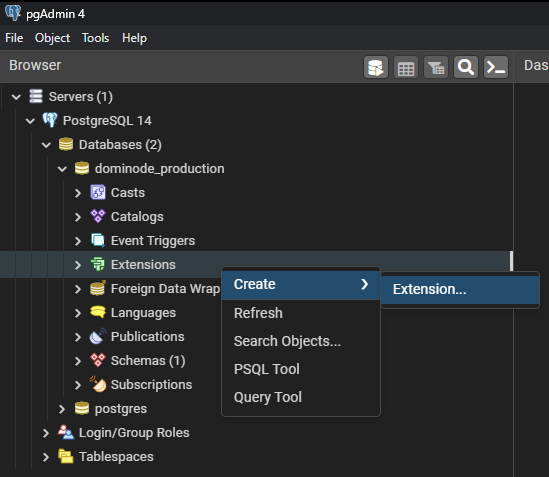 pgAdmin 4
File Object Tools Help
Browser
Das
Servers (1)
PostgreSQL 14
Databases (2)
dominode_production
Casts
Catalogs
Event Triggers
Extensions
Foreign Data Wrap
Languages
Publications
Schemas (1)
Subscriptions
postgres
Login/Group Roles
Tablespaces
Create
Refresh
Search Objects...
PSQL Tool
Query Tool
Extension...